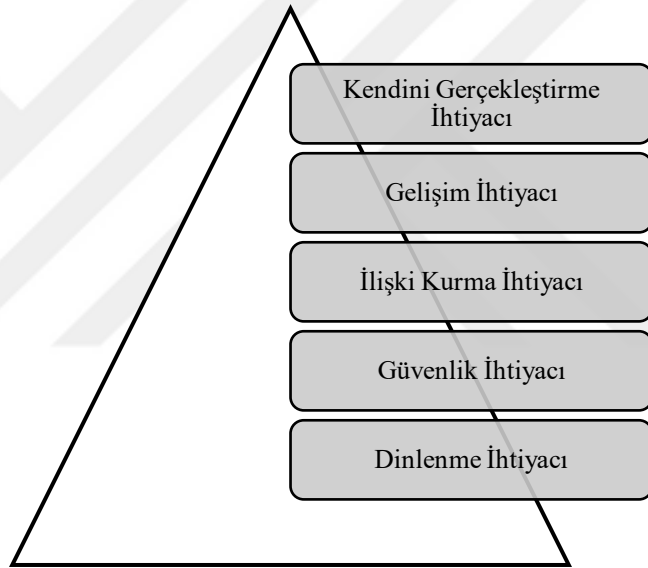 Kendini Gerçekleştirme
İhtiyacı
Gelişim İhtiyacı
İlişki Kurma İhtiyacı
Güvenlik İhtiyacı
Dinlenme İhtiyacı